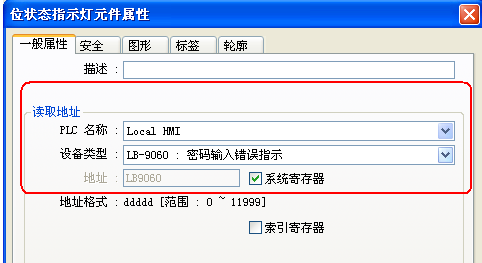 位状态指示灯元件属性
一般属性 安全 图形 标签 轮廓
描述 :
读取地址
PLC 名称 : Local HMI
设备类型 : LB-9060 : 密码输入错误指示
地址 : LB9060 系统寄存器
地址格式 : ddddd [范围 : 0 ~ 11999]
索引寄存器